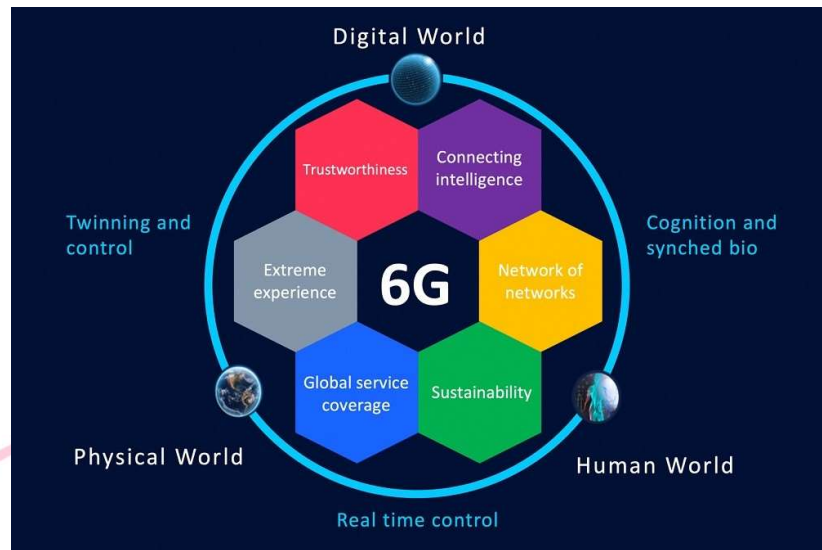 Digital World
Trustworthiness
Connecting
intelligence
Twinning and
control
Cognition and
synched bio
Extreme
experience
6G
Network of
networks
Global service
coverage
Sustainability
Physical World
Human World
Real time control